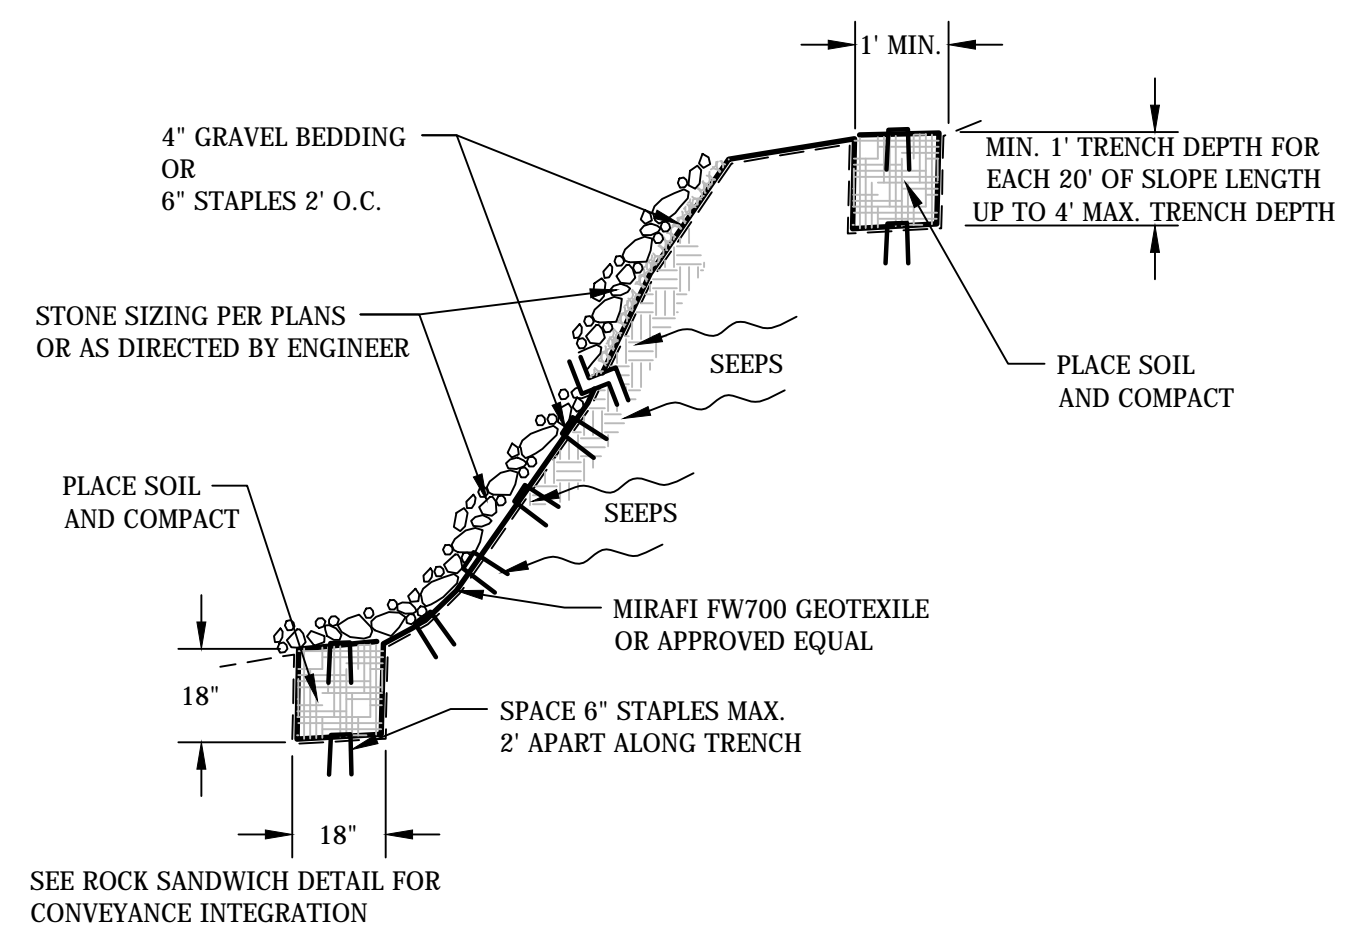 1' MIN.
4" GRAVEL BEDDING
OR
6" STAPLES 2' O.C.
MIN. 1' TRENCH DEPTH FOR
EACH 20' OF SLOPE LENGTH
UP TO 4' MAX. TRENCH DEPTH
STONE SIZING PER PLANS
OR AS DIRECTED BY ENGINEER
SEEPS
PLACE SOIL
AND COMPACT
PLACE SOIL
AND COMPACT
SEEPS
MIRAFI FW700 GEOTEXILE
OR APPROVED EQUAL
18"
SPACE 6" STAPLES MAX.
2' APART ALONG TRENCH
18"
SEE ROCK SANDWICH DETAIL FOR
CONVEYANCE INTEGRATION